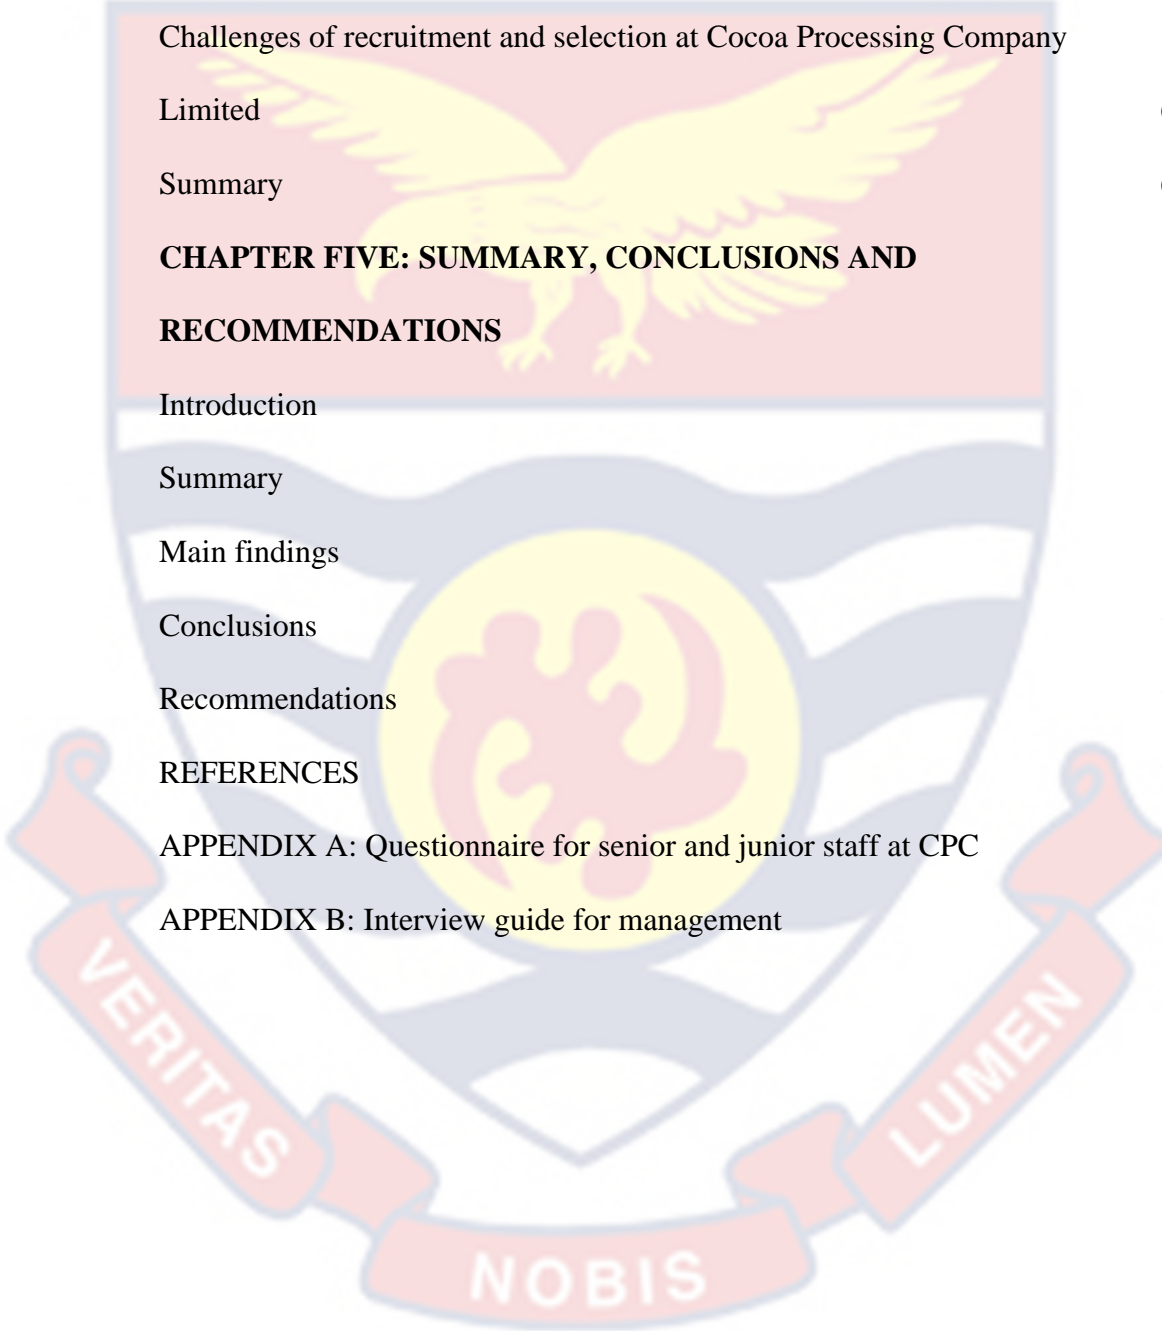 Challenges of recruitment and selection at Cocoa Processing Company
Limited
Summary
CHAPTER FIVE: SUMMARY, CONCLUSIONS AND
RECOMMENDATIONS
Introduction
Summary
Main findings
Conclusions
Recommendations
REFERENCES
APPENDIX A: Questionnaire for senior and junior staff at CPC
APPENDIX B: Interview guide for management
VERITAS
NOBIS
LUMEN